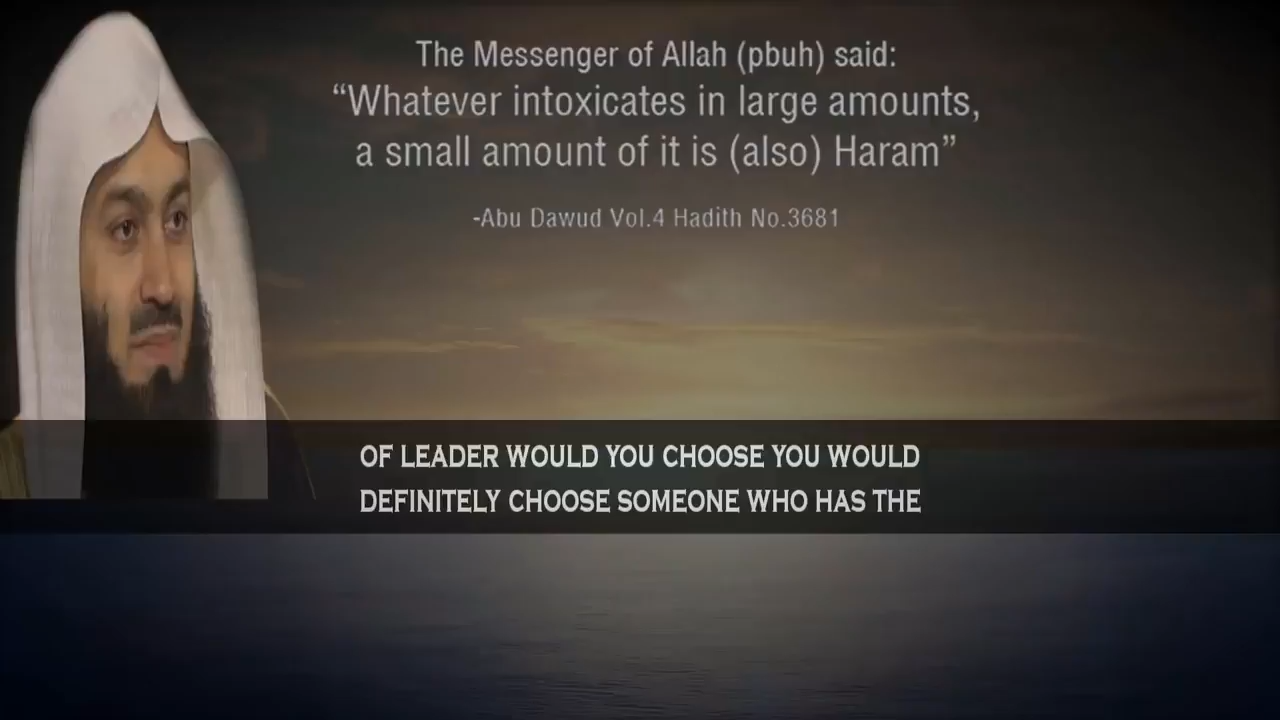 The Messenger of Allah (pbuh) said:
“Whatever intoxicates in large amounts,
a small amount of it is (also) Haram”
-Abu Dawud Vol.4 Hadith No.3681
OF LEADER WOULD YOU CHOOSE YOU WOULD
DEFINITELY CHOOSE SOMEONE WHO HAS THE